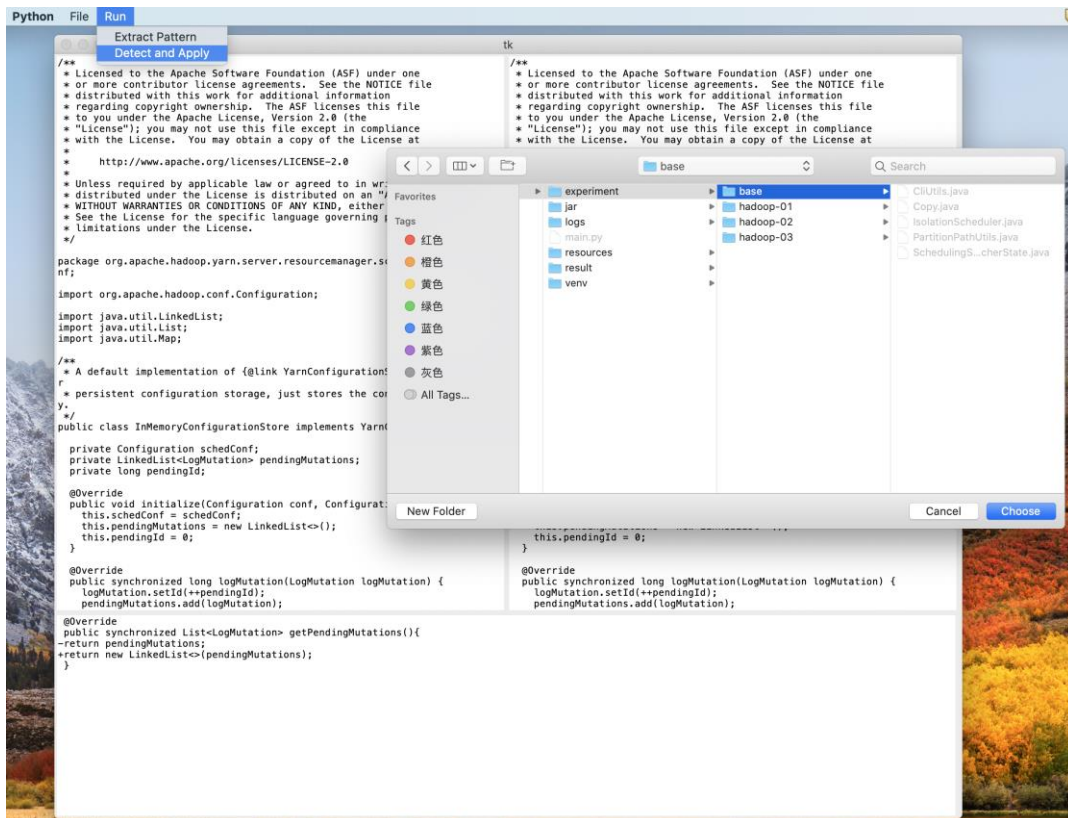 Python File Run
Extract Pattern
Detect and Apply
tk
/**
* Licensed to the Apache Software Foundation (ASF) under one
* or more contributor license agreements.  See the NOTICE file
* distributed with this work for additional information
* regarding copyright ownership.  The ASF licenses this file
* to you under the Apache License, Version 2.0 (the
* "License"); you may not use this file except in compliance
* with the License.  You may obtain a copy of the License at
*
*     http://www.apache.org/licenses/LICENSE-2.0
*
* Unless required by applicable law or agreed to in wri
* distributed under the License is distributed on an "A
* WITHOUT WARRANTIES OR CONDITIONS OF ANY KIND, either
* See the License for the specific language governing p
* limitations under the License.
*/
package org.apache.hadoop.yarn.server.resourcemanager.sc
nf;
import org.apache.hadoop.conf.Configuration;
import java.util.LinkedList;
import java.util.List;
import java.util.Map;
/**
* A default implementation of {@link YarnConfigurationS
r
* persistent configuration storage, just stores the con
y.
*/
public class InMemoryConfigurationStore implements YarnC
private Configuration schedConf;
private LinkedList<LogMutation> pendingMutations;
private long pendingId;
@Override
public void initialize(Configuration conf, Configurati
this.schedConf = schedConf;
this.pendingMutations = new LinkedList<>();
this.pendingId = 0;
}
@Override
public synchronized long logMutation(LogMutation logMutation) {
logMutation.setId(++pendingId);
pendingMutations.add(logMutation);
/**
* Licensed to the Apache Software Foundation (ASF) under one
* or more contributor license agreements.  See the NOTICE file
* distributed with this work for additional information
* regarding copyright ownership.  The ASF licenses this file
* to you under the Apache License, Version 2.0 (the
* "License"); you may not use this file except in compliance
* with the License.  You may obtain a copy of the License at
base
Search
Favorites
Tags
红色
橙色
黄色
绿色
蓝色
紫色
灰色
All Tags...
experiment
jar
logs
main.py
resources
result
venv
base
hadoop-01
hadoop-02
hadoop-03
CliUtils.java
Copy.java
IsolationScheduler.java
PartitionPathUtils.java
SchedulingS...cherState.java
New Folder
Cancel
Choose
this.pendingId = 0;
}
@Override
public synchronized long logMutation(LogMutation logMutation) {
logMutation.setId(++pendingId);
pendingMutations.add(logMutation);
@Override
public synchronized List<LogMutation> getPendingMutations(){
-return pendingMutations;
+return new LinkedList<>(pendingMutations);
}